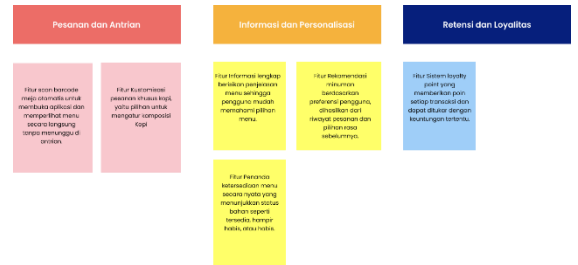 Pesanan dan Antrian
Informasi dan Personalisasi
Retensi dan Loyalitas
Fitur scan barcode
meja otomatis untuk
membuka aplikasi dan
memperlihat menu
secara langsung
tanpa menunggu di
antrian.
Fitur Kustomisasi
pesanan khusus kopi,
yaitu pilihan untuk
mengatur komposisi
Kopi
Fitur Informasi lengkap
berisikan penjelasan
menu sehingga
pengguna mudah
memahami pilihan
menu.
Fitur Rekomendasi
minuman
berdasarkan
preferensi pengguna,
dihasilkan dari
riwayat pesanan dan
pilihan rasa
sebelumnya.
Fitur Sistem loyalty
point yang
memberikan poin
setiap transaksi dan
dapat ditukar dengan
keuntungan tertentu.
Fitur Penanda
ketersediaan menu
secara nyata yang
menunjukkan status
bahan seperti
tersedia, hampir
habis, atau habis.